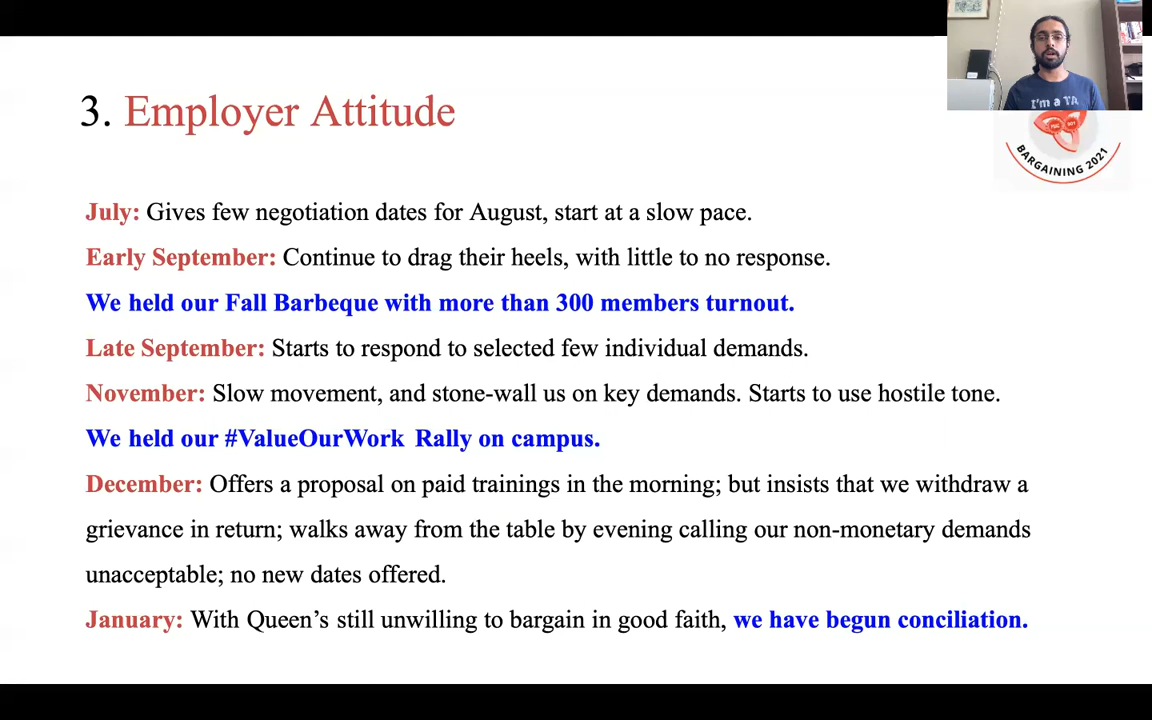 I'm a TA
3. Employer Attitude
BARGAINING 2021
July: Gives few negotiation dates for August, start at a slow pace.
Early September: Continue to drag their heels, with little to no response.
We held our Fall Barbeque with more than 300 members turnout.
Late September: Starts to respond to selected few individual demands.
November: Slow movement, and stone-wall us on key demands. Starts to use hostile tone.
We held our #ValueOurWork Rally on campus.
December: Offers a proposal on paid trainings in the morning; but insists that we withdraw a
grievance in return; walks away from the table by evening calling our non-monetary demands
unacceptable; no new dates offered.
January: With Queen's still unwilling to bargain in good faith, we have begun conciliation.